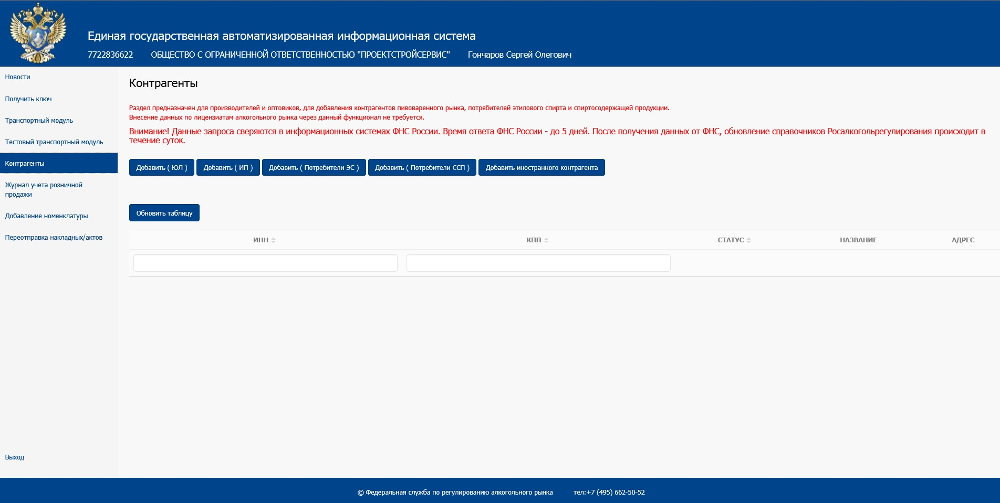 Единая государственная автоматизированная информационная система
7722836622 ОБЩЕСТВО С ОГРАНИЧЕННОЙ ОТВЕТСТВЕННОСТЬЮ "ПРОЕКТСТРОЙСЕРВИС" Гончаров Сергей Олегович
Новости
Получить ключ
Транспортный модуль
Тестовый транспортный модуль
Контрагенты
Журнал учета розничной
продажи
Добавление номенклатуры
Переотправка накладных/актов
Выход
Контрагенты
Раздел предназначен для производителей и оптовиков, для добавления контрагентов пивоваренного рынка, потребителей этилового спирта и спиртосодержащей продукции.
Внесение данных по лицензиатам алкогольного рынка через данный функционал не требуется.
Внимание! Данные запроса сверяются в информационных системах ФНС России. Время ответа ФНС России - до 5 дней. После получения данных от ФНС, обновление справочников Росалкогольрегулирования происходит в
течение суток.
Добавить ( ЮЛ ) Добавить ( ИП ) Добавить ( Потребители ЭС ) Добавить ( Потребители ССП ) Добавить иностранного контрагента
Обновить таблицу
ИНН КПП СТАТУС НАЗВАНИЕ АДРЕС
© Федеральная служба по регулированию алкогольного рынка тел:+7 (495) 662-50-52